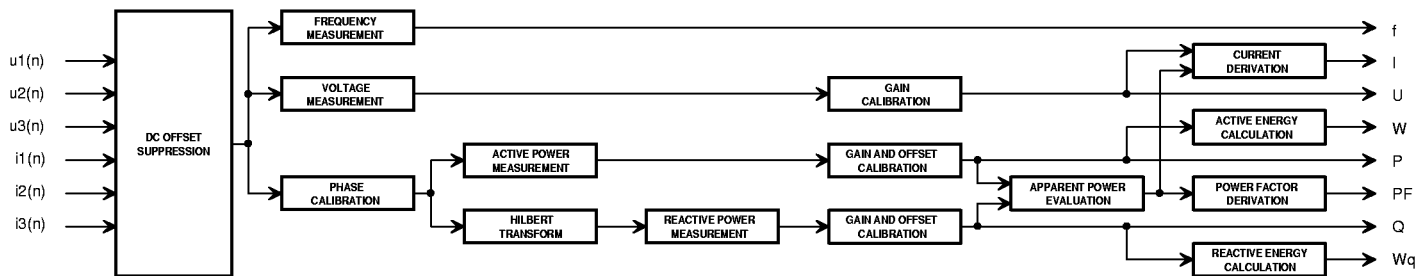 u1(n)
u2(n)
u3(n)
i1(n)
i2(n)
i3(n)
DC OFFSET
SUPPRESSION
FREQUENCY
MEASUREMENT
VOLTAGE
MEASUREMENT
PHASE
CALIBRATION
ACTIVE POWER
MEASUREMENT
HILBERT
TRANSFORM
REACTIVE POWER
MEASUREMENT
GAIN
CALIBRATION
GAIN AND OFFSET
CALIBRATION
GAIN AND OFFSET
CALIBRATION
APPARENT POWER
EVALUATION
CURRENT
DERIVATION
ACTIVE ENERGY
CALCULATION
POWER FACTOR
DERIVATION
REACTIVE ENERGY
CALCULATION
f
I
U
W
P
PF
Q
Wq